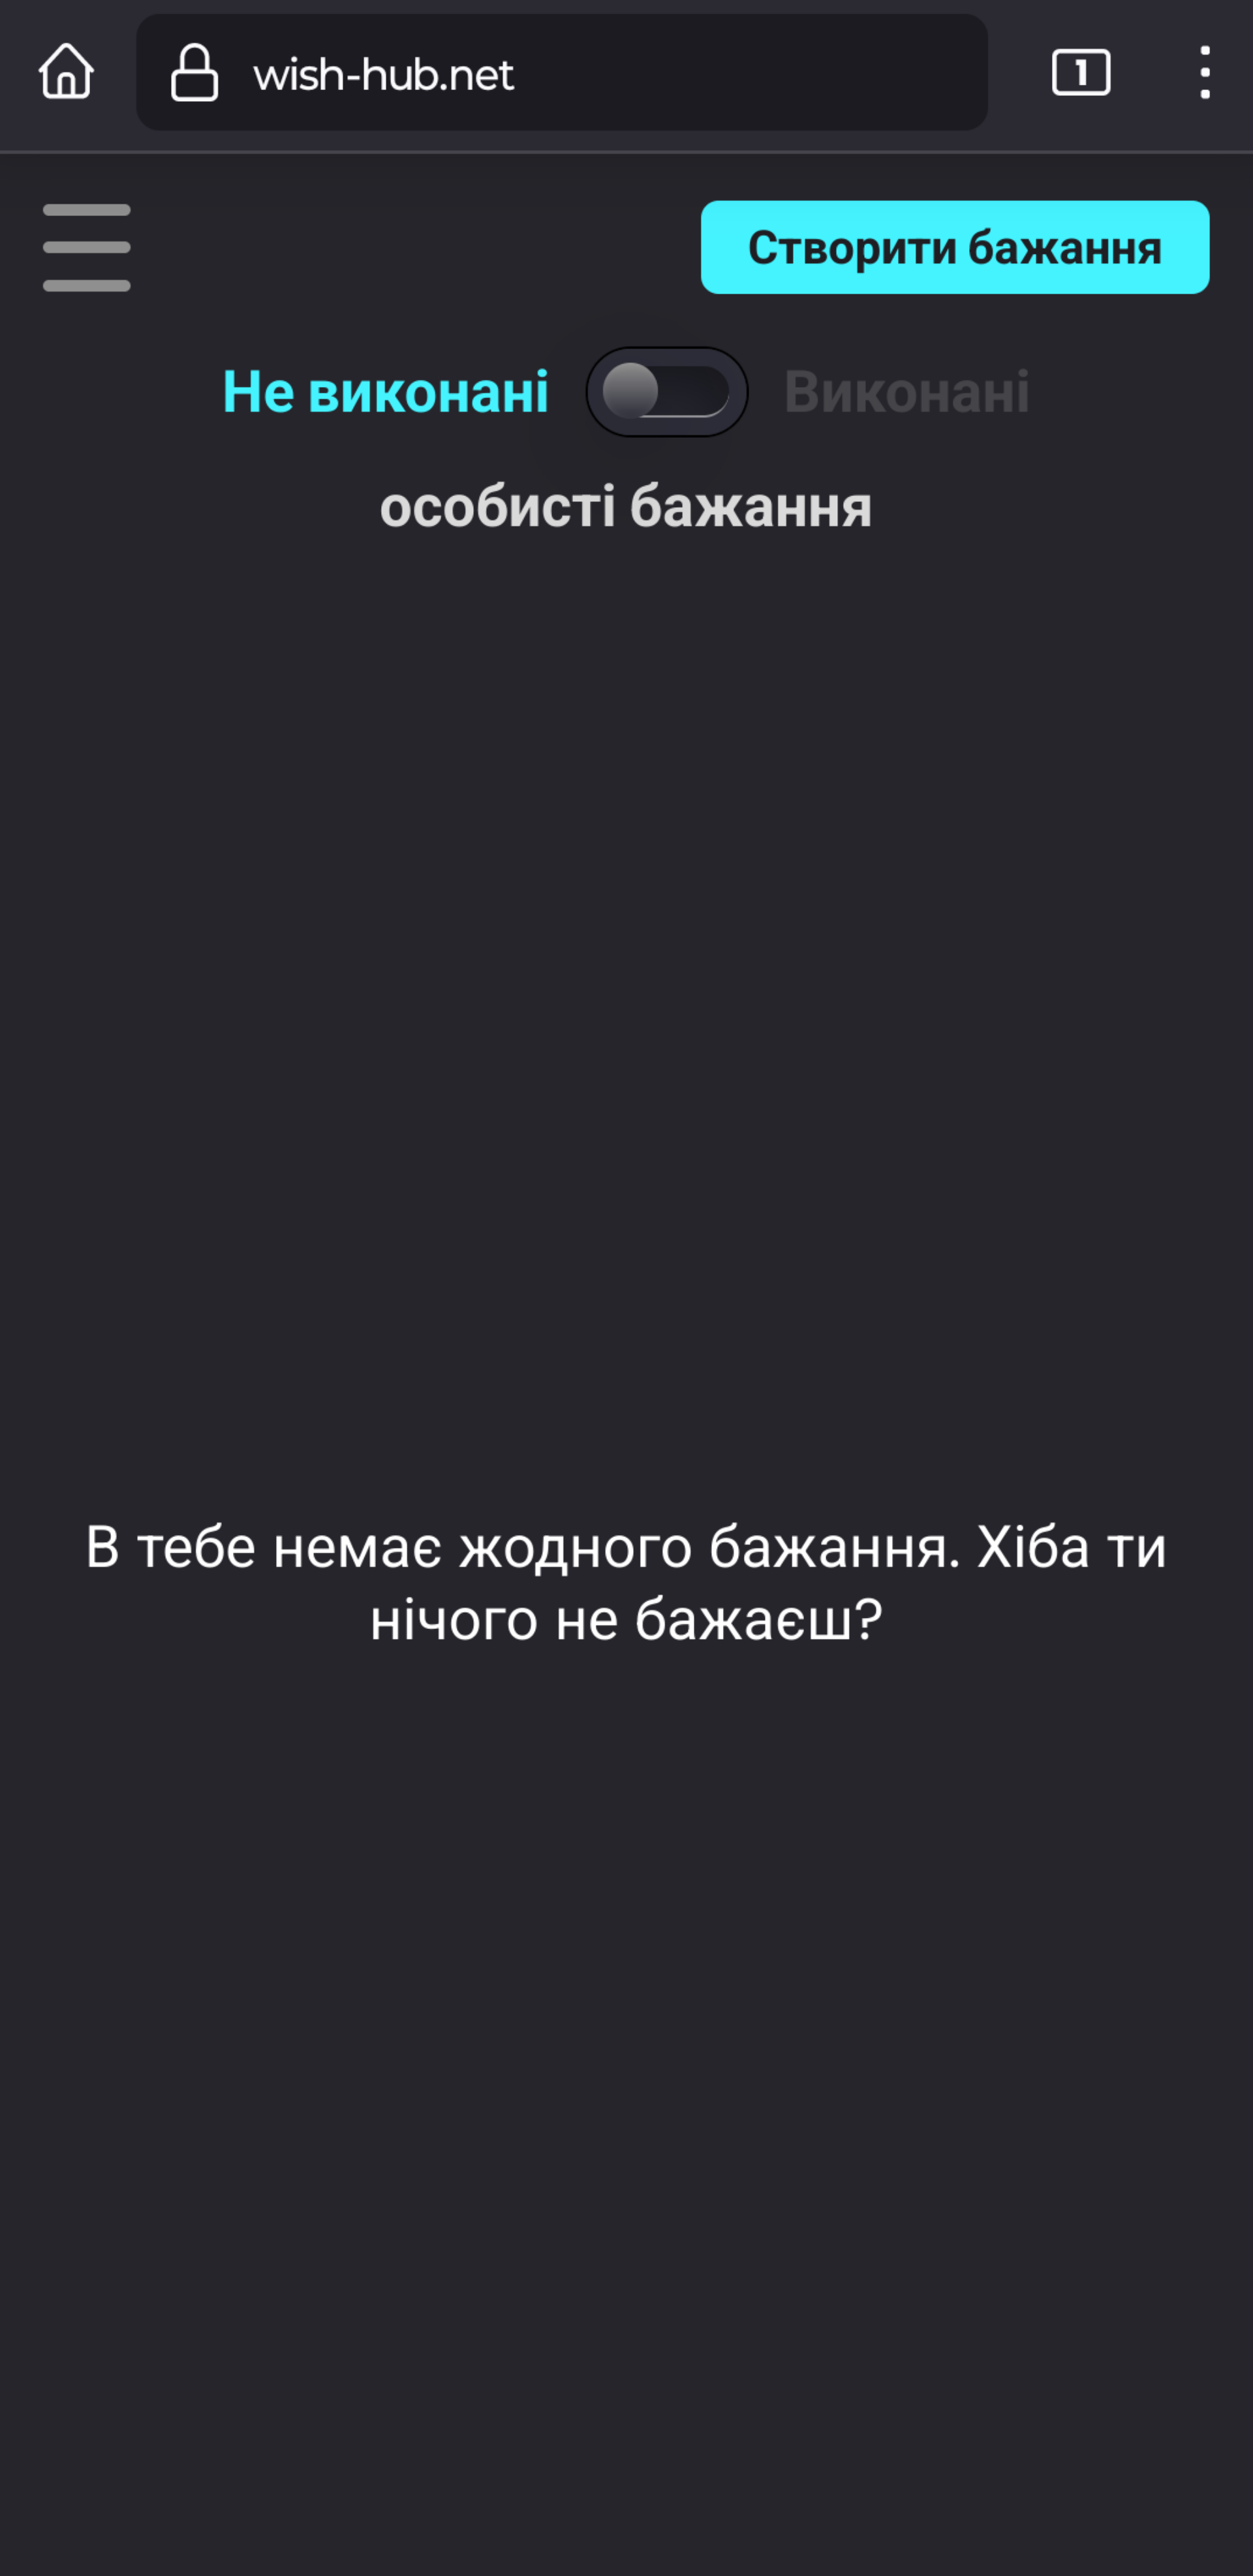 wish-hub.net
1
Створити бажання
Не виконані
Виконані
особисті бажання
В тебе немає жодного бажання. Хіба ти
нічого не бажаєш?